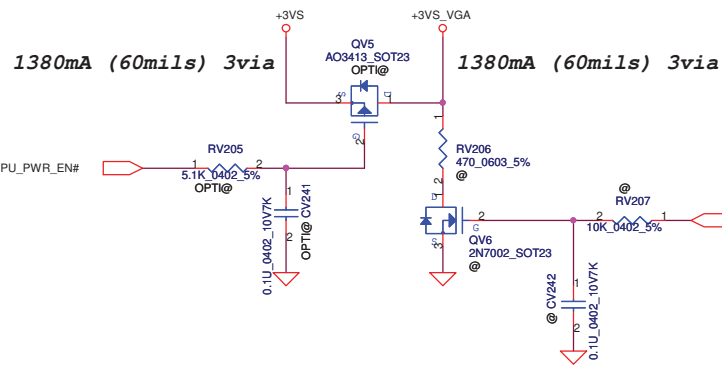 +3VS
+3VS_VGA
1380mA (60mils) 3via
QV5
AO3413_SOT23
OPTI@
1380mA (60mils) 3via
S
3
D
1
G
2
PU_PWR_EN#
RV205
1
2
5.1K_0402_5%
OPTI@
1
RV206
470_0603_5%
@
2
1
2
OPTI@ CV241
0.1U_0402_10V7K
D
1
S
3
G
2
QV6
2N7002_SOT23
@
@
RV207
2
1
10K_0402_5%
1
2
@ CV242
0.1U_0402_10V7K